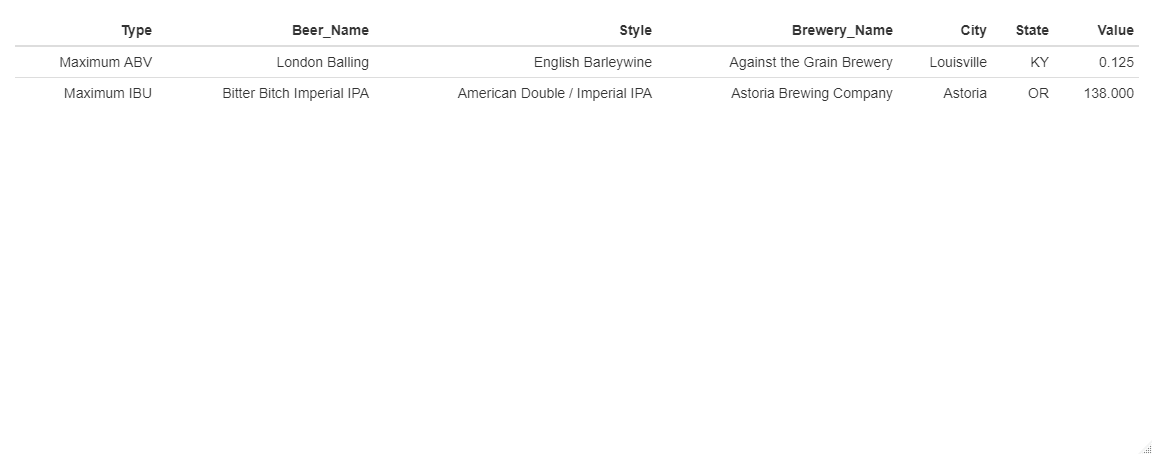 Type Beer_Name Style Brewery_Name City State Value
Maximum ABV London Balling English Barleywine Against the Grain Brewery Louisville KY 0.125
Maximum IBU Bitter Bitch Imperial IPA American Double / Imperial IPA Astoria Brewing Company Astoria OR 138.000